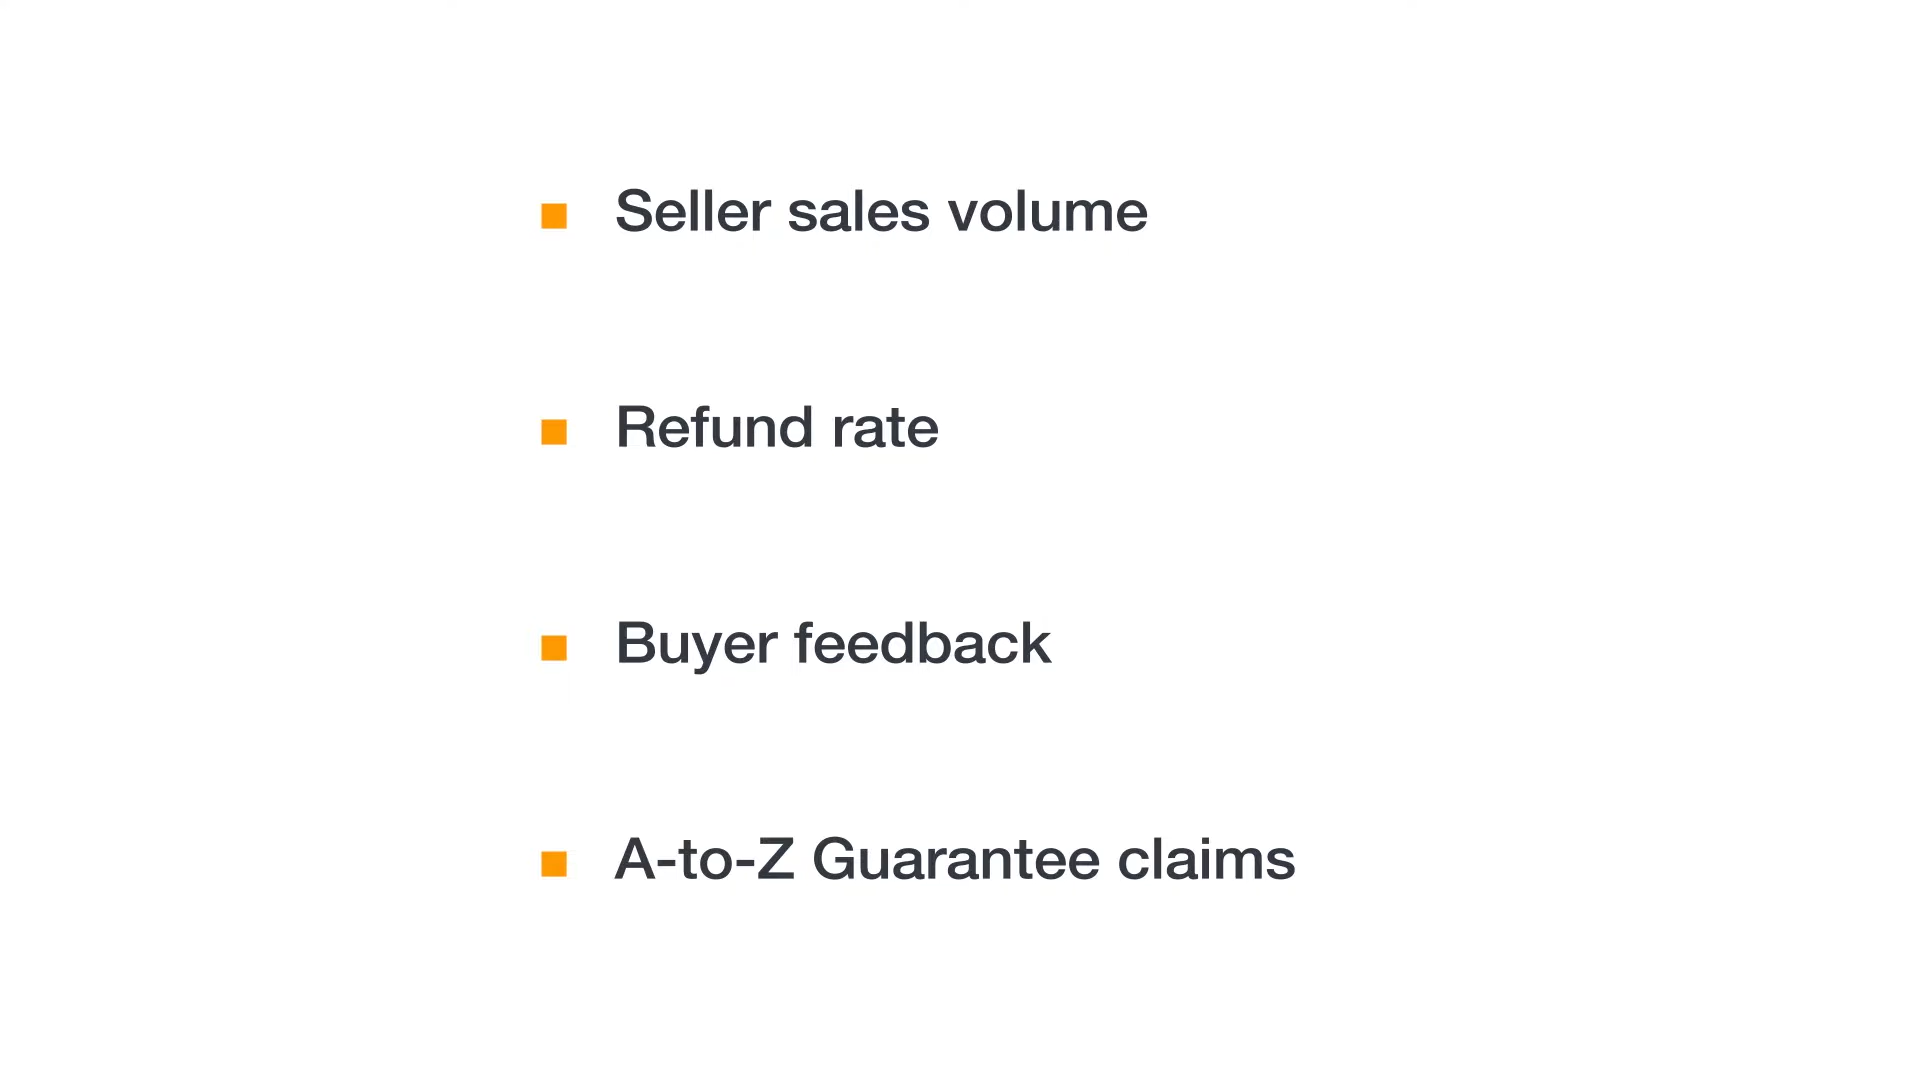 Seller sales volume
Refund rate
Buyer feedback
A-to-Z Guarantee claims